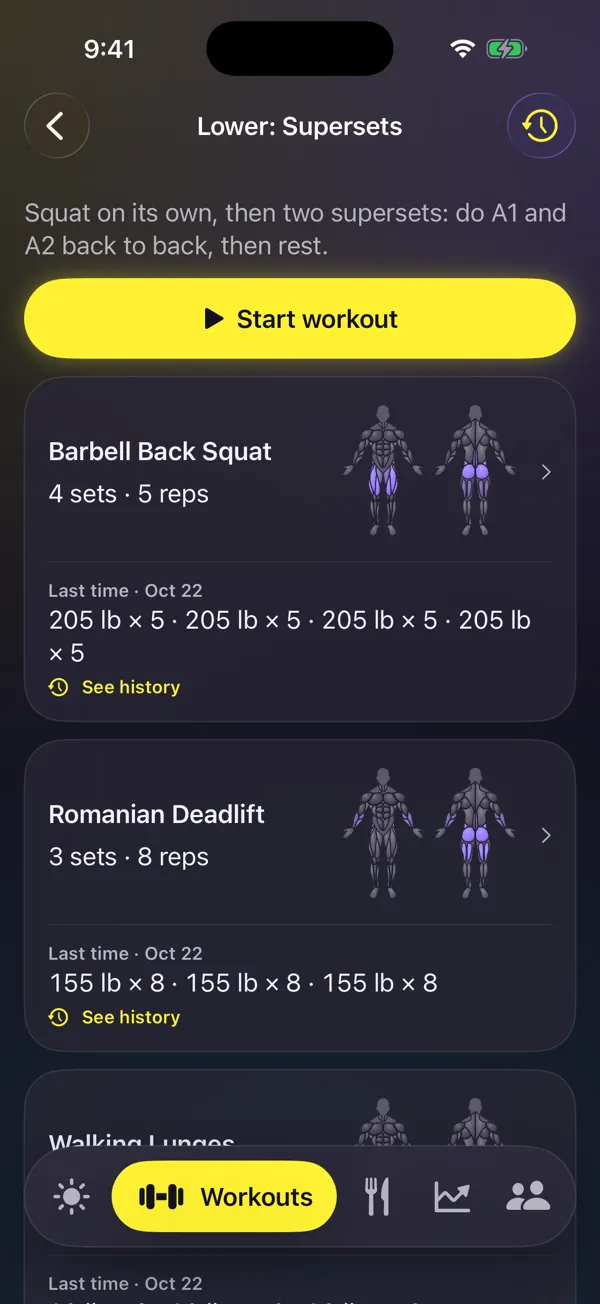 9:41
Lower: Supersets
Squat on its own, then two supersets: do A1 and
A2 back to back, then rest.
Start workout
Barbell Back Squat
4 sets · 5 reps
Last time · Oct 22
205 lb × 5 · 205 lb × 5 · 205 lb × 5 · 205 lb
× 5
See history
Romanian Deadlift
3 sets · 8 reps
Last time · Oct 22
155 lb × 8 · 155 lb × 8 · 155 lb × 8
See history
Walking Lunges
Workouts
Last time · Oct 22